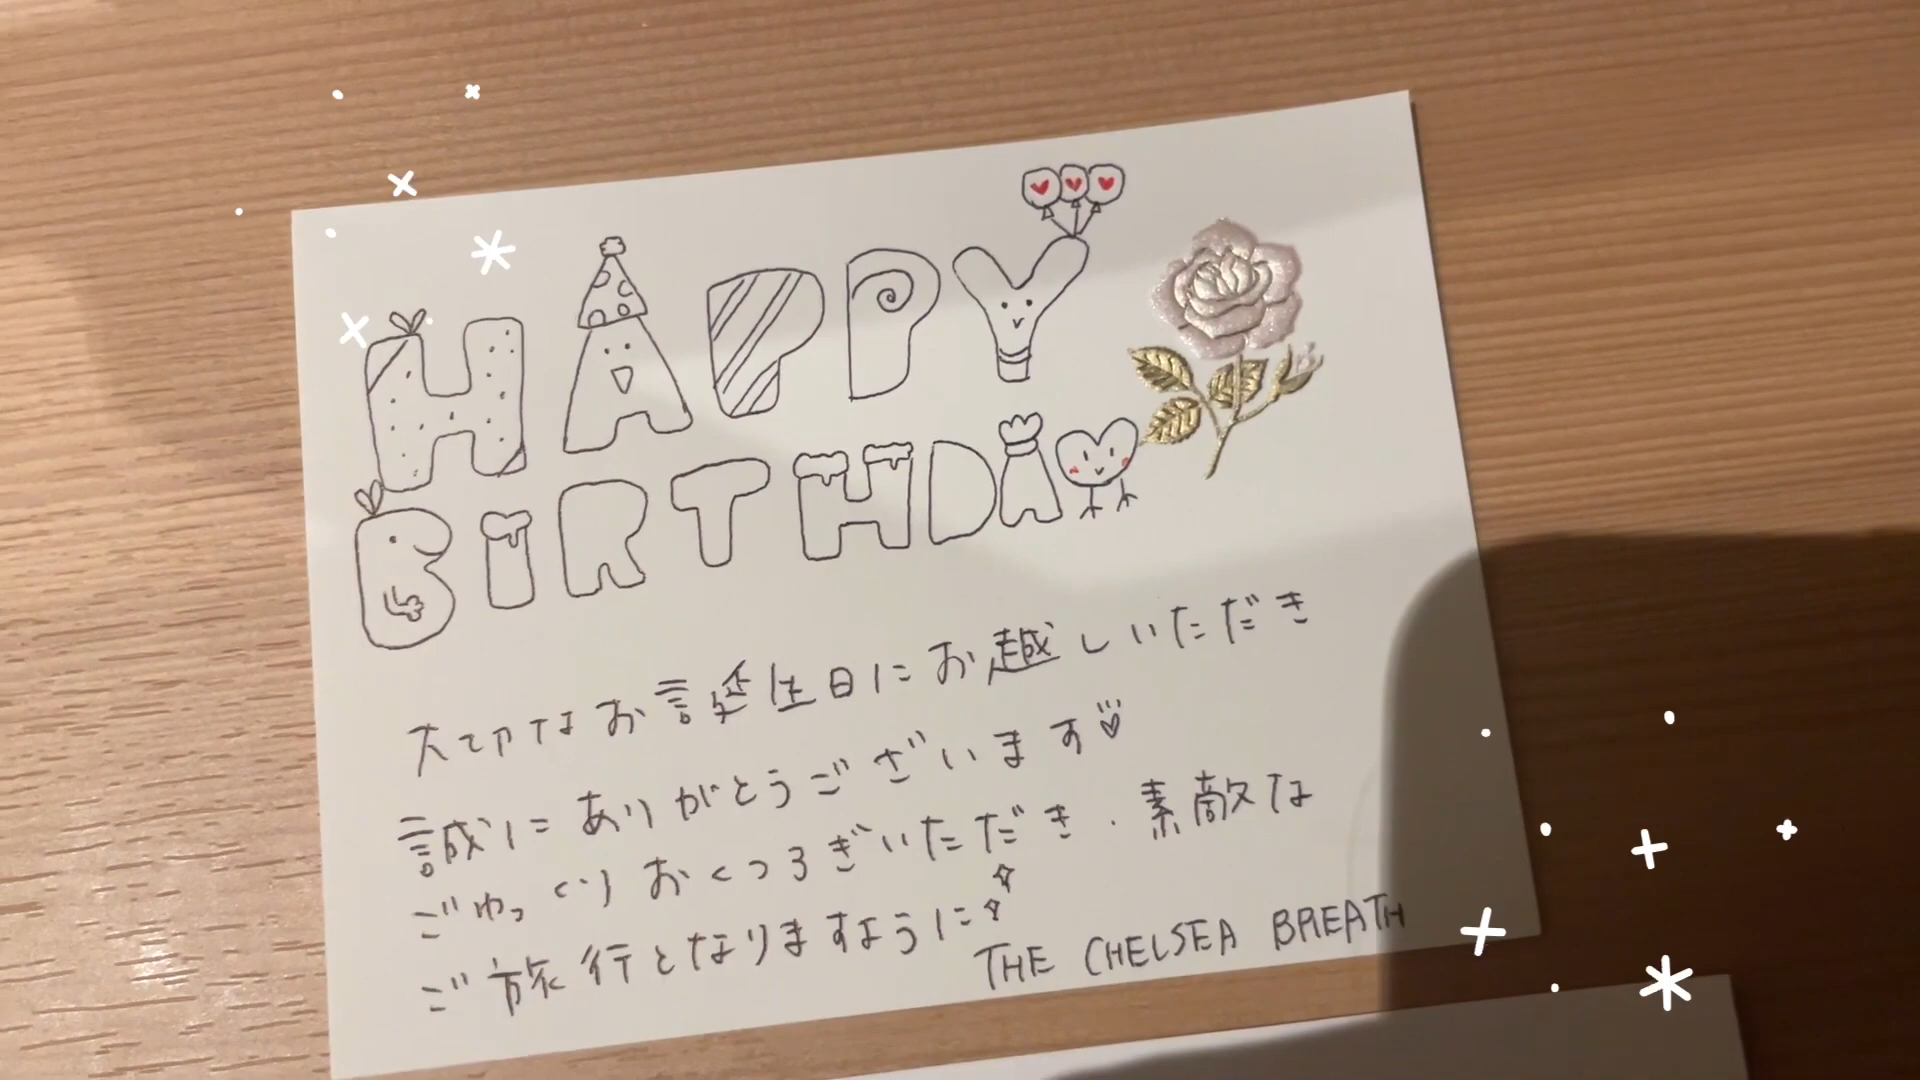 HAPPY
BiRTHDAY
大切なお誕生日にお越しいただき
誠にありがとうございます
ごゆっくりおくつろぎいただき、素敵な
ご旅行となりますように
THE CHELSEA BREATH